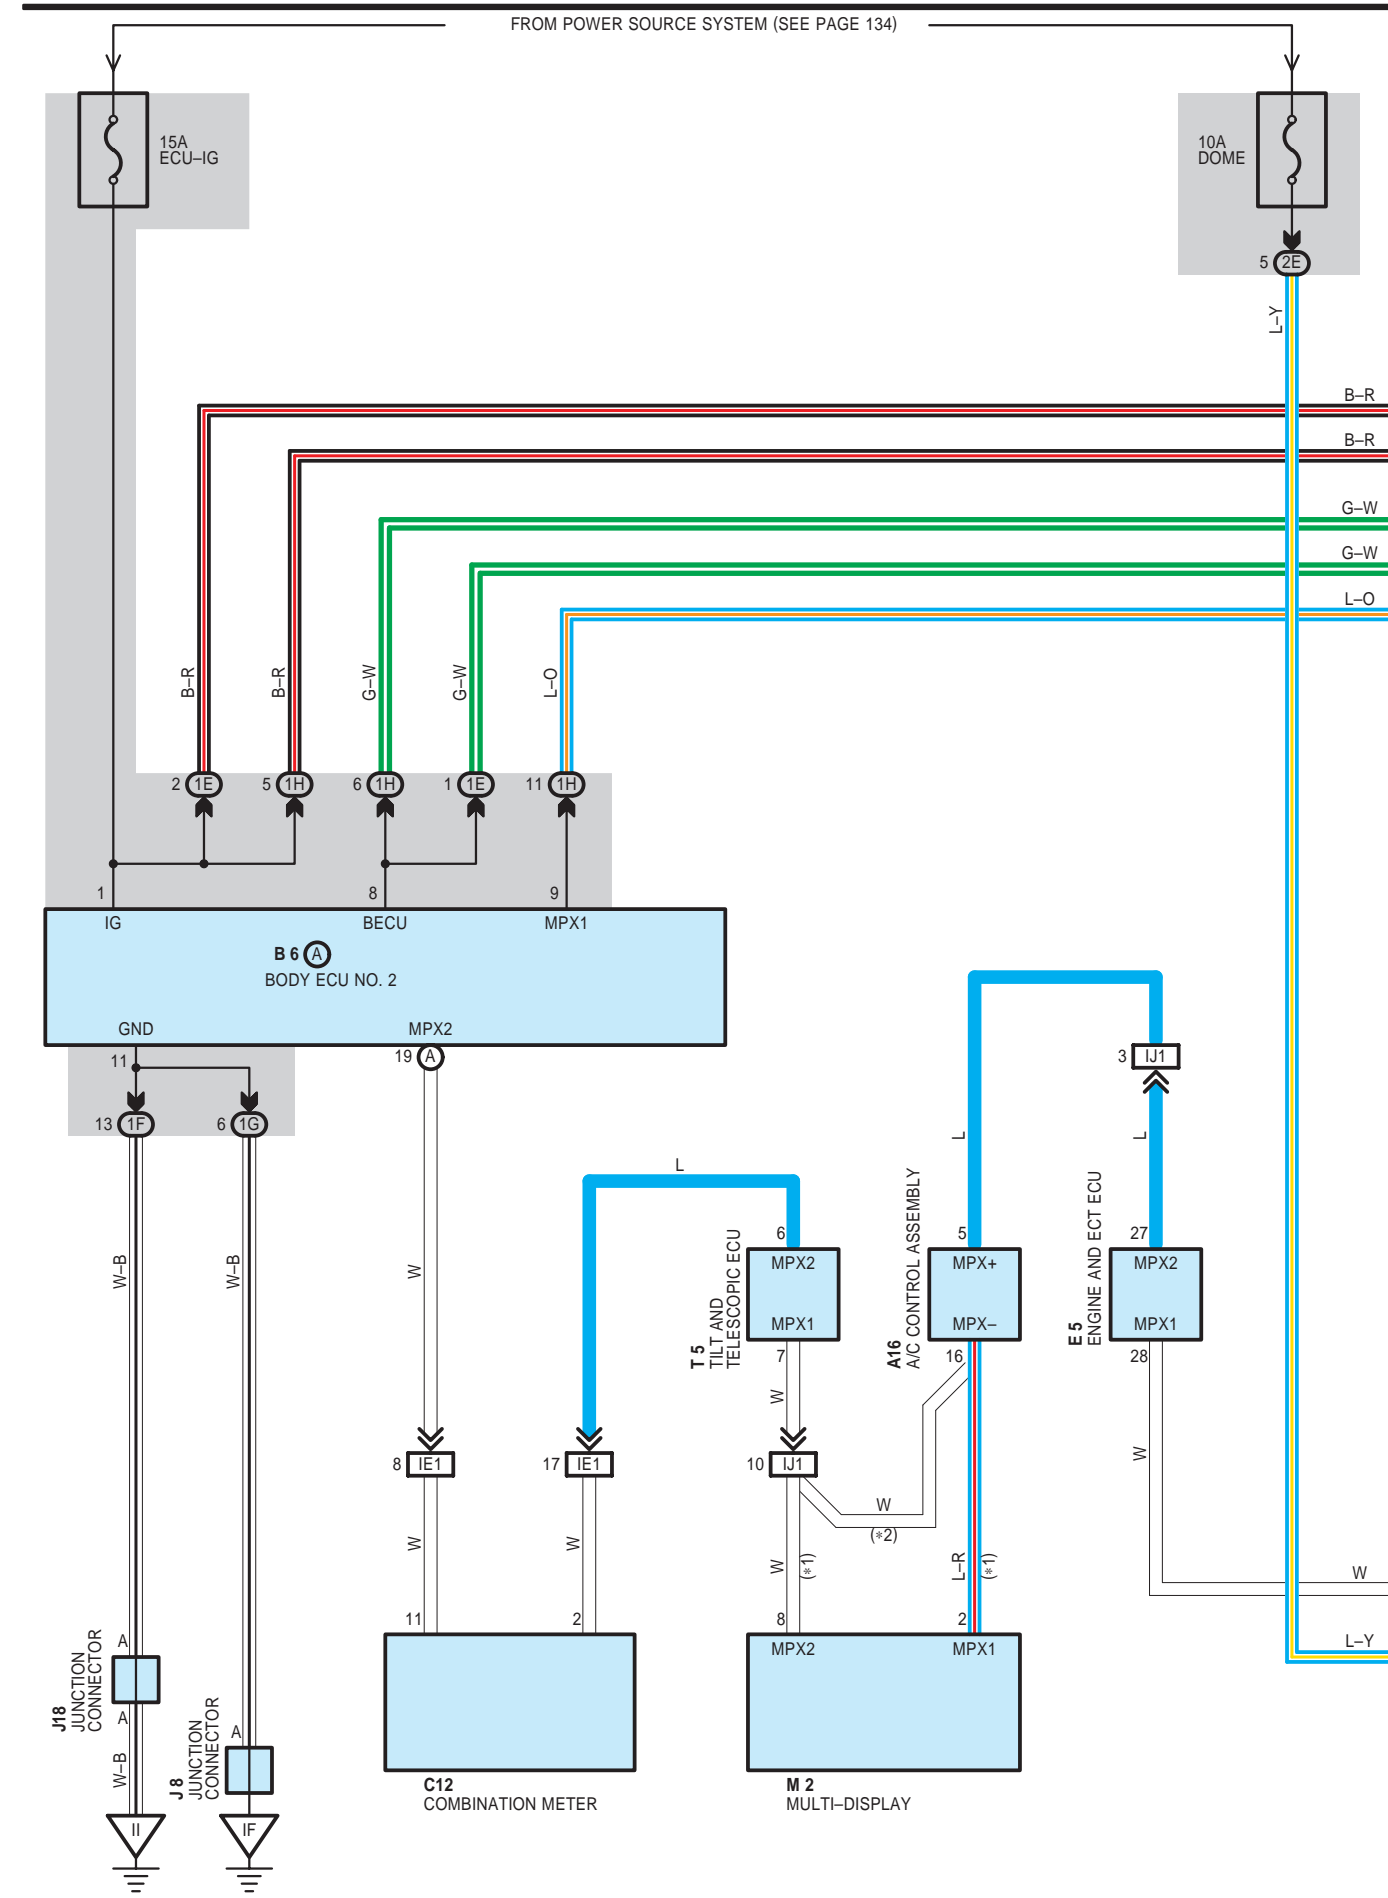 FROM POWER SOURCE SYSTEM (SEE PAGE 134)
15A
ECU–IG
10A
DOME
5 2E
L–Y
B–R
B–R
G–W
G–W
L–O
B–R
B–R
G–W
G–W
L–O
2 1E
5 1H
6 1H
1 1E
11 1H
1
8
9
IG
BECU
MPX1
B 6 A
BODY ECU NO. 2
GND
MPX2
11
19 A
3 IJ1
13 1F
6 1G
L
L
L
W–B
W–B
W
6
5
27
T 5
TILT AND
TELESCOPIC ECU
MPX2
MPX1
7
A16
A/C CONTROL ASSEMBLY
MPX+
MPX–
16
E 5
ENGINE AND ECT ECU
MPX2
MPX1
28
W
W
8 IE1
17 IE1
10 IJ1
W
(*2)
W
W
W
(*1)
L–R
(*1)
W
L–Y
11
2
8
2
MPX2
MPX1
J18
JUNCTION
CONNECTOR
A
A
W–B
J 8
JUNCTION
CONNECTOR
A
C12
COMBINATION METER
M 2
MULTI–DISPLAY
II
IF